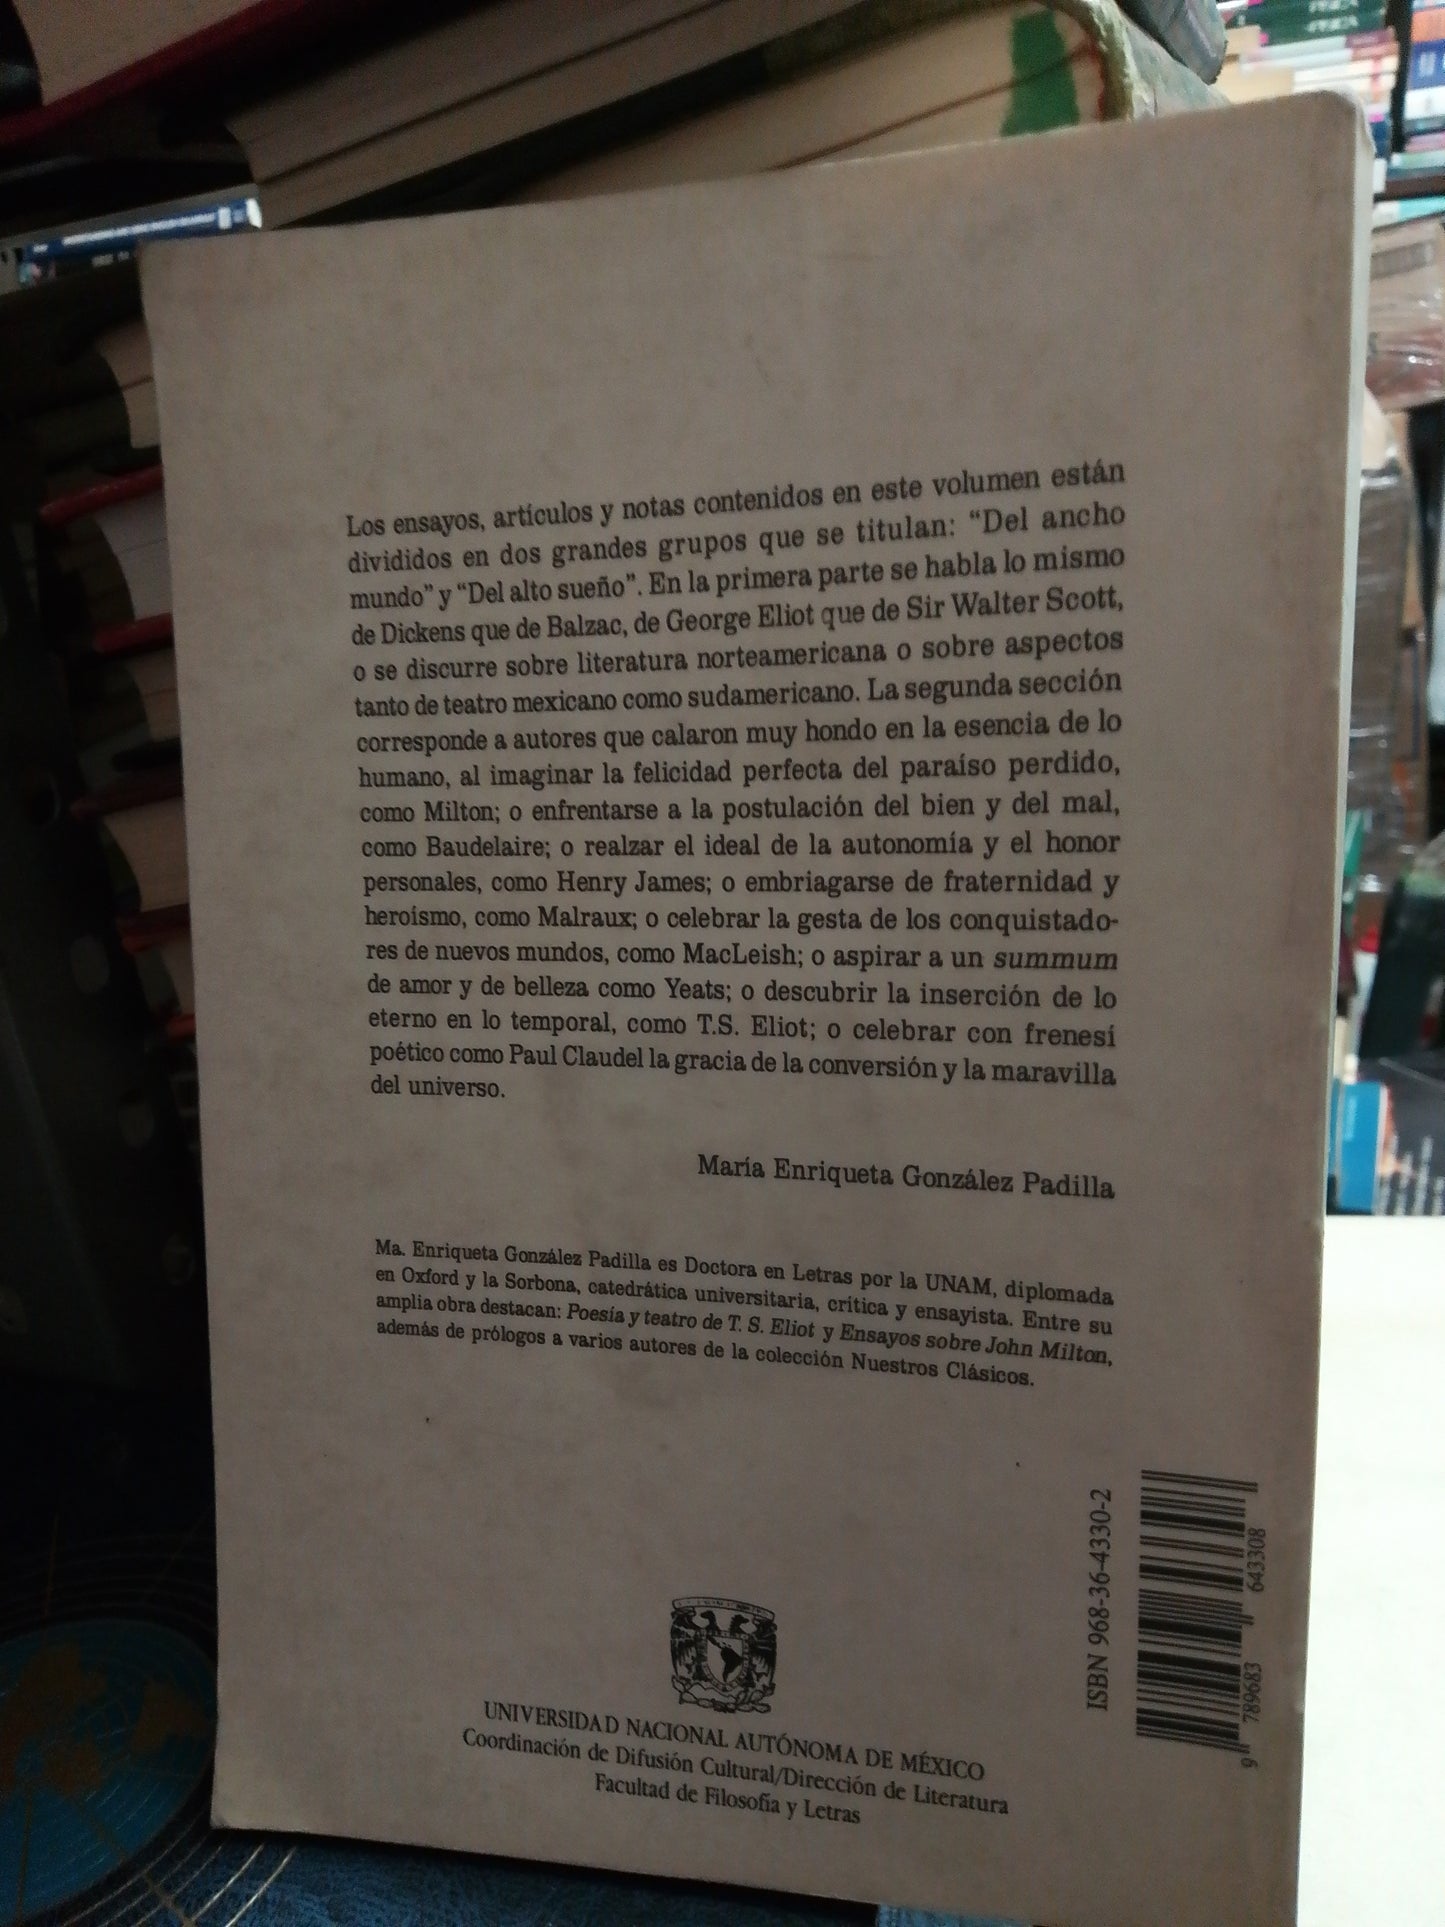 Los ensayos, artículos y notas contenidos en este volumen están
divididos en dos grandes grupos que se titulan: “Del ancho
mundo” y “Del alto sueño”. En la primera parte se habla lo mismo
de Dickens que de Balzac, de George Eliot que de Sir Walter Scott,
o se discurre sobre literatura norteamericana o sobre aspectos
tanto de teatro mexicano como sudamericano. La segunda sección
corresponde a autores que calaron muy hondo en la esencia de lo
humano, al imaginar la felicidad perfecta del paraíso perdido,
como Milton; o enfrentarse a la postulación del bien y del mal,
como Baudelaire; o realzar el ideal de la autonomía y el honor
personales, como Henry James; o embriagarse de fraternidad y
heroísmo, como Malraux; o celebrar la gesta de los conquistado-
res de nuevos mundos, como MacLeish; o aspirar a un summum
de amor y de belleza como Yeats; o descubrir la inserción de lo
eterno en lo temporal, como T.S. Eliot; o celebrar con frenesí
poético como Paul Claudel la gracia de la conversión y la maravilla
del universo.
María Enriqueta González Padilla
Ma. Enriqueta González Padilla es Doctora en Letras por la UNAM, diplomada
en Oxford y la Sorbona, catedrática universitaria, crítica y ensayista. Entre su
amplia obra destacan: Poesía y teatro de T. S. Eliot y Ensayos sobre John Milton,
además de prólogos a varios autores de la colección Nuestros Clásicos.
ISBN 968-36-4330-2
9 789683 643308
UNIVERSIDAD NACIONAL AUTÓNOMA DE MÉXICO
Coordinación de Difusión Cultural/Dirección de Literatura
Facultad de Filosofía y Letras